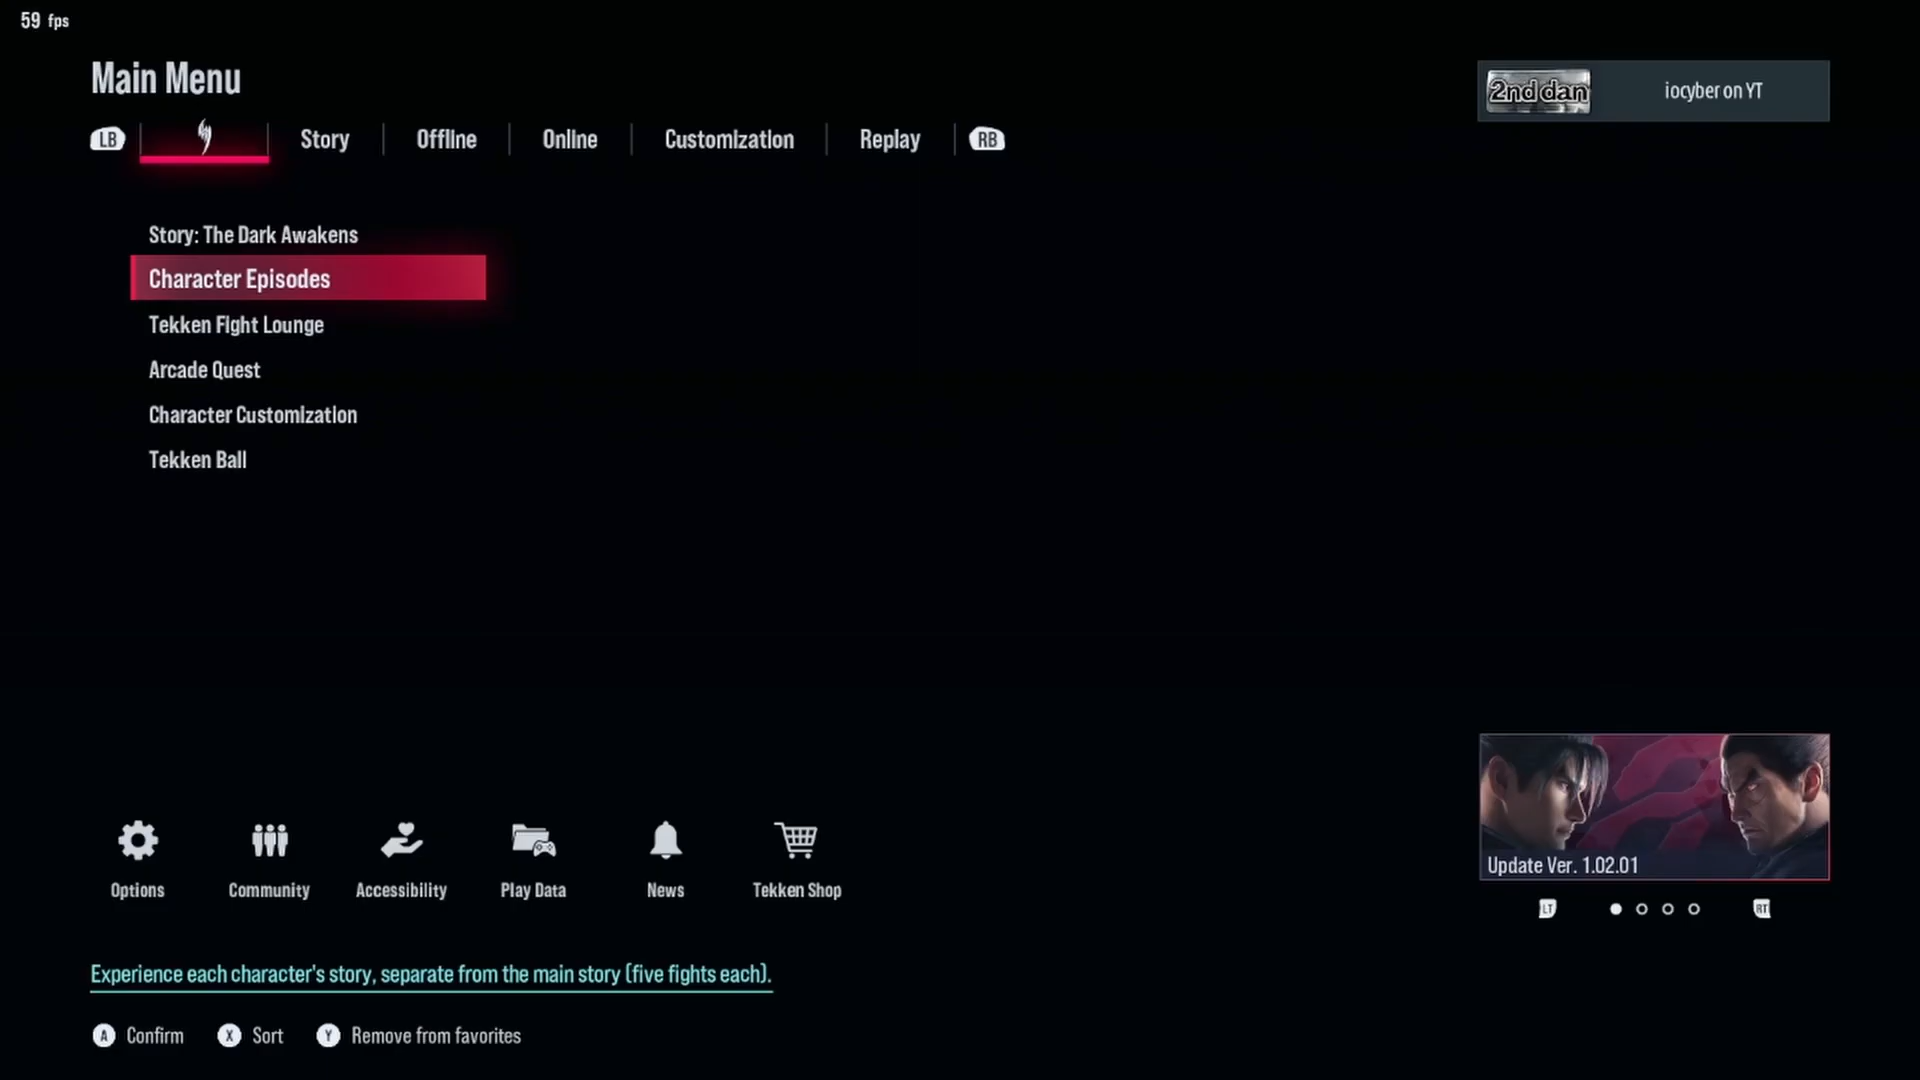 59 fps
Main Menu
2nd dan
iocyber on YT
LB
Story
Offline
Online
Customization
Replay
RB
Story: The Dark Awakens
Character Episodes
Tekken Fight Lounge
Arcade Quest
Character Customization
Tekken Ball
Update Ver. 1.02.01
LT
RT
Options
Community
Accessibility
Play Data
News
Tekken Shop
Experience each character's story, separate from the main story (five fights each).
A Confirm
X Sort
Y Remove from favorites